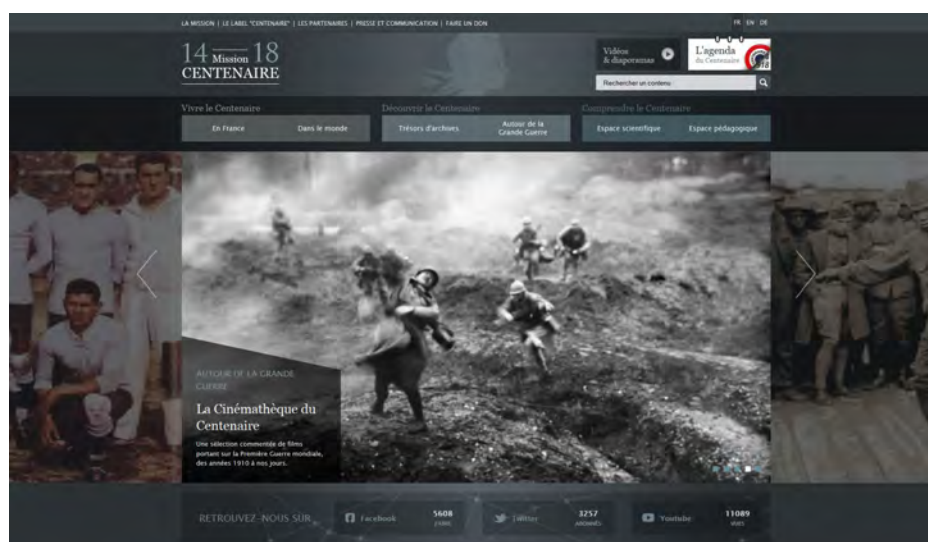 LA MISSION | LE LABEL "CENTENAIRE" | LES PARTENAIRES | PRESSE ET COMMUNICATION | FAIRE UN DON
FR EN DE
14 Mission 18
CENTENAIRE
Vidéos
& diaporamas
L'agenda
du Centenaire
18
Rechercher un contenu
Vivre le Centenaire
Découvrir le Centenaire
Comprendre le Centenaire
En France
Dans le monde
Trésors d'archives
Autour de la
Grande Guerre
Espace scientifique
Espace pédagogique
AUTOUR DE LA GRANDE
GUERRE
La Cinémathèque du
Centenaire
Une sélection commentée de films
portant sur la Première Guerre mondiale,
des années 1910 à nos jours.
RETROUVEZ-NOUS SUR
Facebook
5608
Twitter
3257
ABONNÉS
Youtube
11089
VUES